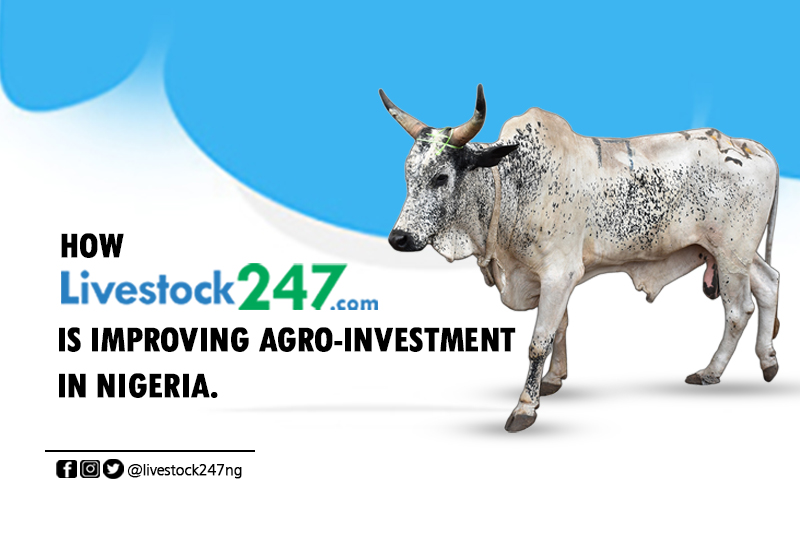 HOW
Livestock247.com
IS IMPROVING AGRO-INVESTMENT
IN NIGERIA.
@livestock247ng